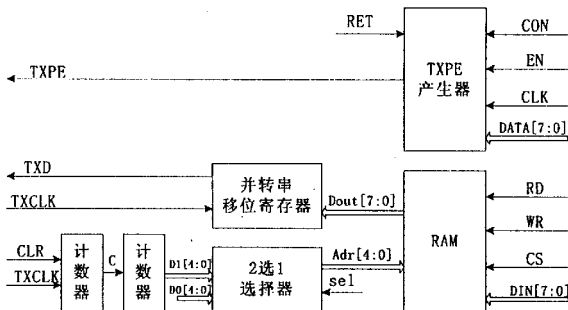 RET
CON
TXPE
EN
TXPE
产生器
CLK
DATA[7:0]
TXD
并转串
移位寄存器
TXCLK
Dout[7:0]
RAM
RD
WR
CLR
TXCLK
计数器
C
计数器
D1[4:0]
D0[4:0]
2选1
选择器
Adr[4:0]
sel
CS
DIN[7:0]